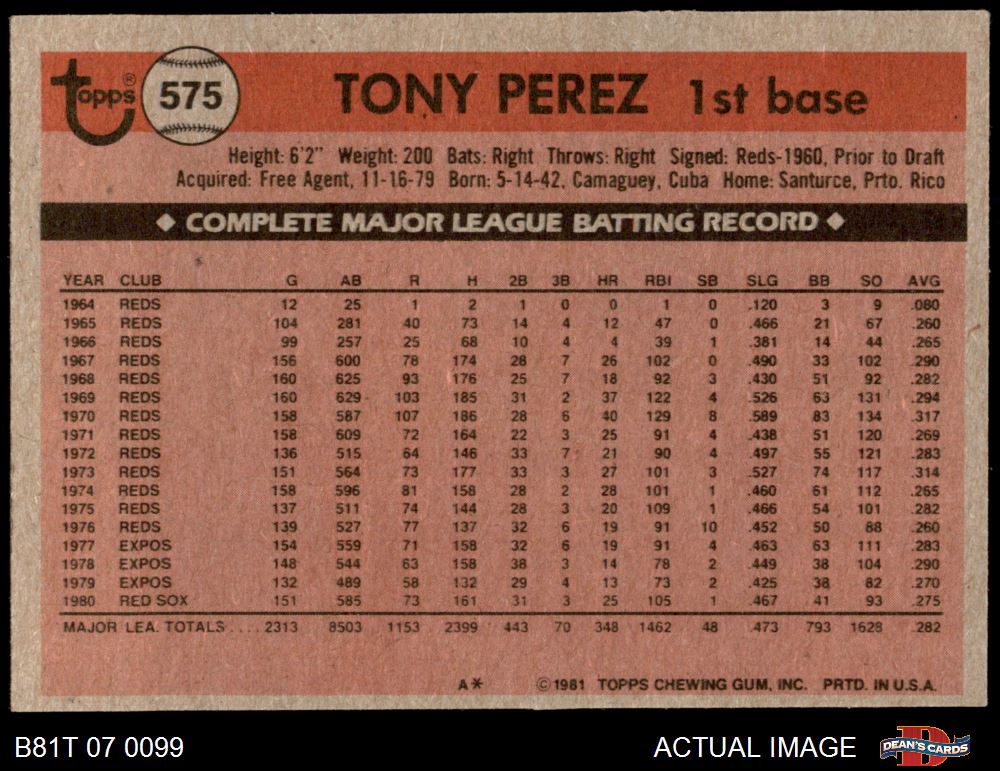 Topps® 575 TONY PEREZ 1st base
Height: 6'2" Weight: 200 Bats: Right Throws: Right Signed: Reds-1960, Prior to Draft
Acquired: Free Agent, 11-16-79 Born: 5-14-42, Camaguey, Cuba Home: Santurce, Prto. Rico
◆ COMPLETE MAJOR LEAGUE BATTING RECORD ◆
YEAR CLUB G AB R H 2B 3B HR RBI SB SLG BB SO AVG
1964 REDS 12 25 1 2 1 0 0 1 0 .120 3 9 .080
1965 REDS 104 281 40 73 14 4 12 47 0 .466 21 67 .260
1966 REDS 99 257 25 68 10 4 4 39 1 .381 14 44 .265
1967 REDS 156 600 78 174 28 7 26 102 0 .490 33 102 .290
1968 REDS 160 625 93 176 25 7 18 92 3 .430 51 92 .282
1969 REDS 160 629 103 185 31 2 37 122 4 .526 63 131 .294
1970 REDS 158 587 107 186 28 6 40 129 8 .589 83 134 .317
1971 REDS 158 609 72 164 22 3 25 91 4 .438 51 120 .269
1972 REDS 136 515 64 146 33 7 21 90 4 .497 55 121 .283
1973 REDS 151 564 73 177 33 3 27 101 3 .527 74 117 .314
1974 REDS 158 596 81 158 28 2 28 101 1 .460 61 112 .265
1975 REDS 137 511 74 144 28 3 20 109 1 .466 54 101 .282
1976 REDS 139 527 77 137 32 6 19 91 10 .452 50 88 .260
1977 EXPOS 154 559 71 158 32 6 19 91 4 .463 63 111 .283
1978 EXPOS 148 544 63 158 38 3 14 78 2 .449 38 104 .290
1979 EXPOS 132 489 58 132 29 4 13 73 2 .425 38 82 .270
1980 RED SOX 151 585 73 161 31 3 25 105 1 .467 41 93 .275
MAJOR LEA. TOTALS....2313 8503 1153 2399 443 70 348 1462 48 .473 793 1628 .282
A* ©1981 TOPPS CHEWING GUM, INC. PRTD. IN U.S.A.
B81T 07 0099 ACTUAL IMAGE DEAN'S CARDS